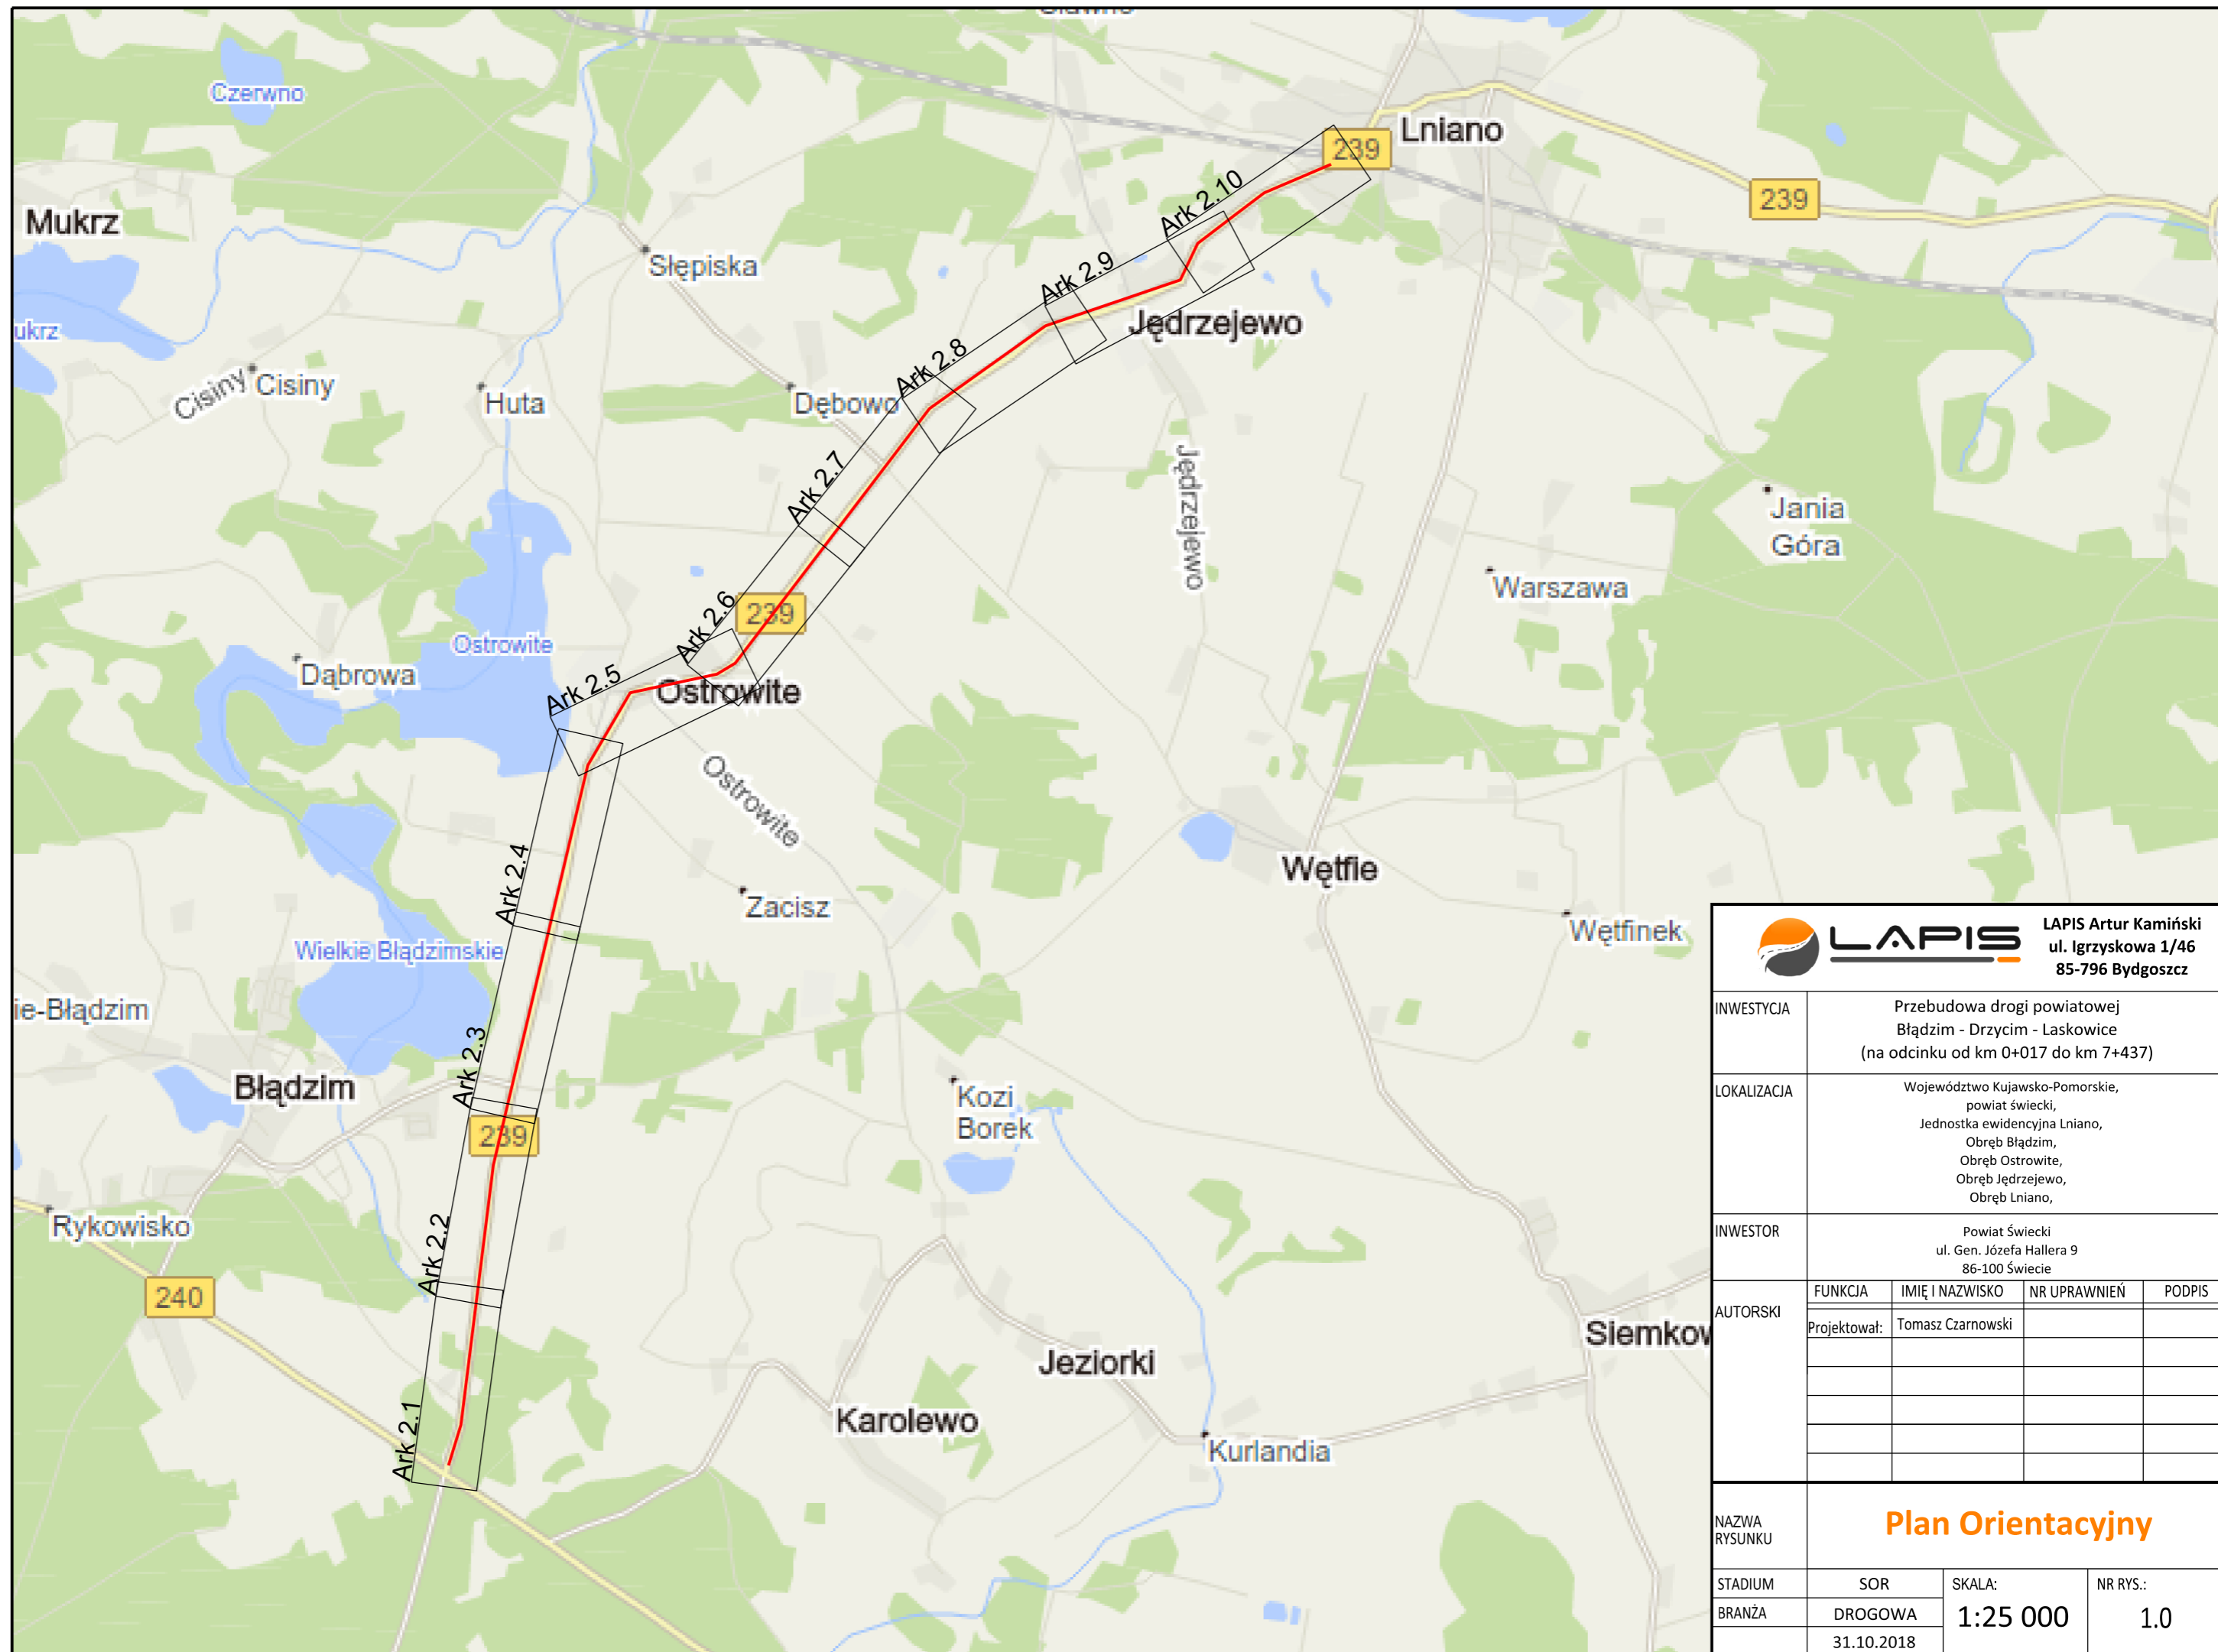 Czerwno
Lniano
239
239
Mukrz
Słępiska
Ark 2.10
Ark 2.9
Jędrzejewo
ukrz
Cisiny
Cisiny
Huta
Dębowo
Ark 2.8
Ark 2.7
Jędrzejewo
Jania
Góra
Warszawa
Ark 2.6
239
Ostrowite
Dąbrowa
Ark 2.5
Ostrowite
Ostrowite
Ark 2.4
Zacisz
Wętfie
Wętfinek
Wielkie Błądzimskie
ie-Błądzim
Ark 2.3
Błądzim
239
Kozi
Borek
Rykowisko
Ark 2.2
240
Jeziorki
Siemkow
Karolewo
Kurlandia
Ark 2.1
LAPIS
LAPIS Artur Kamiński
ul. Igrzyskowa 1/46
85-796 Bydgoszcz
INWESTYCJA
Przebudowa drogi powiatowej
Błądzim - Drzycim - Laskowice
(na odcinku od km 0+017 do km 7+437)
LOKALIZACJA
Województwo Kujawsko-Pomorskie,
powiat świecki,
Jednostka ewidencyjna Lniano,
Obręb Błądzim,
Obręb Ostrowite,
Obręb Jędrzejewo,
Obręb Lniano,
INWESTOR
Powiat Świecki
ul. Gen. Józefa Hallera 9
86-100 Świecie
AUTORSKI
FUNKCJA IMIĘ I NAZWISKO NR UPRAWNIEŃ PODPIS
Projektował: Tomasz Czarnowski
NAZWA
RYSUNKU
Plan Orientacyjny
STADIUM SOR SKALA: NR RYS.:
BRANŻA DROGOWA 1:25 000 1.0
31.10.2018